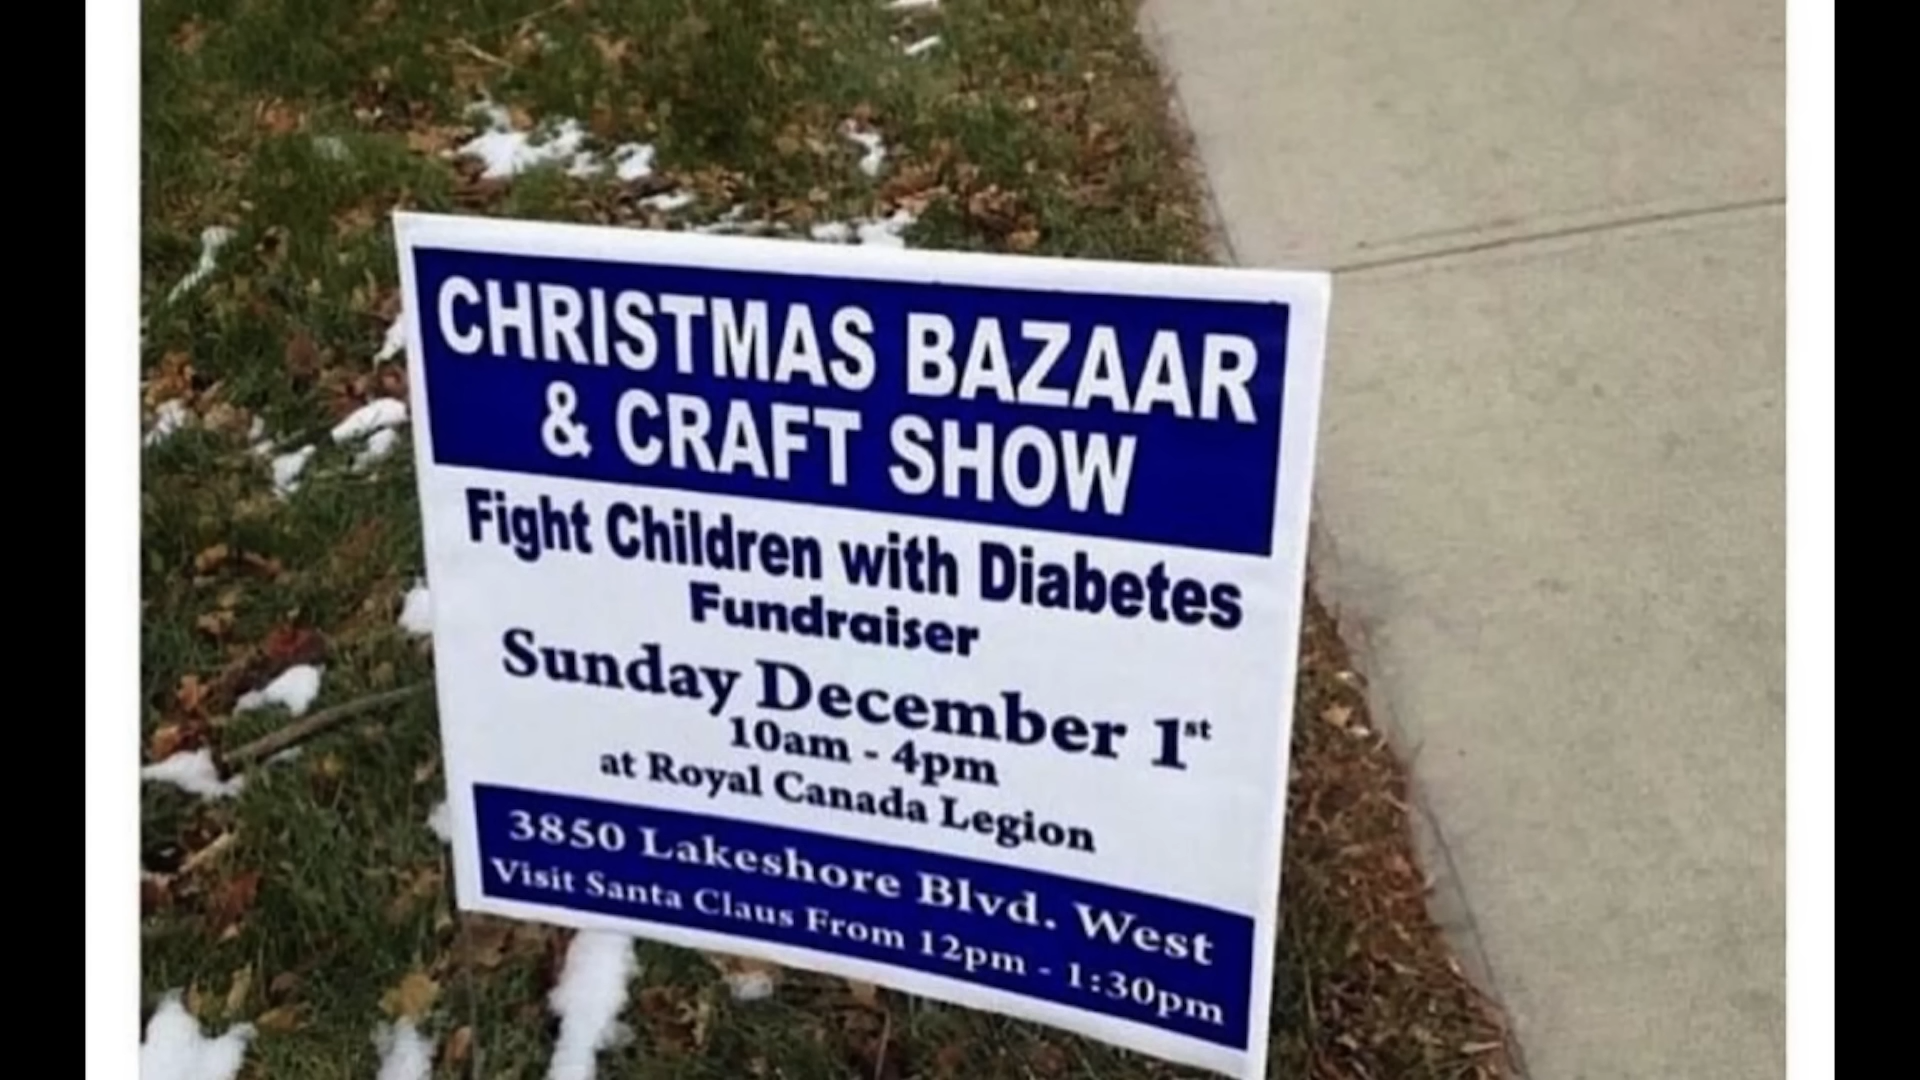 CHRISTMAS BAZAAR
& CRAFT SHOW
Fight Children with Diabetes
Fundraiser
Sunday December 1st
10am - 4pm
at Royal Canada Legion
3850 Lakeshore Blvd. West
Visit Santa Claus From 12pm - 1:30pm